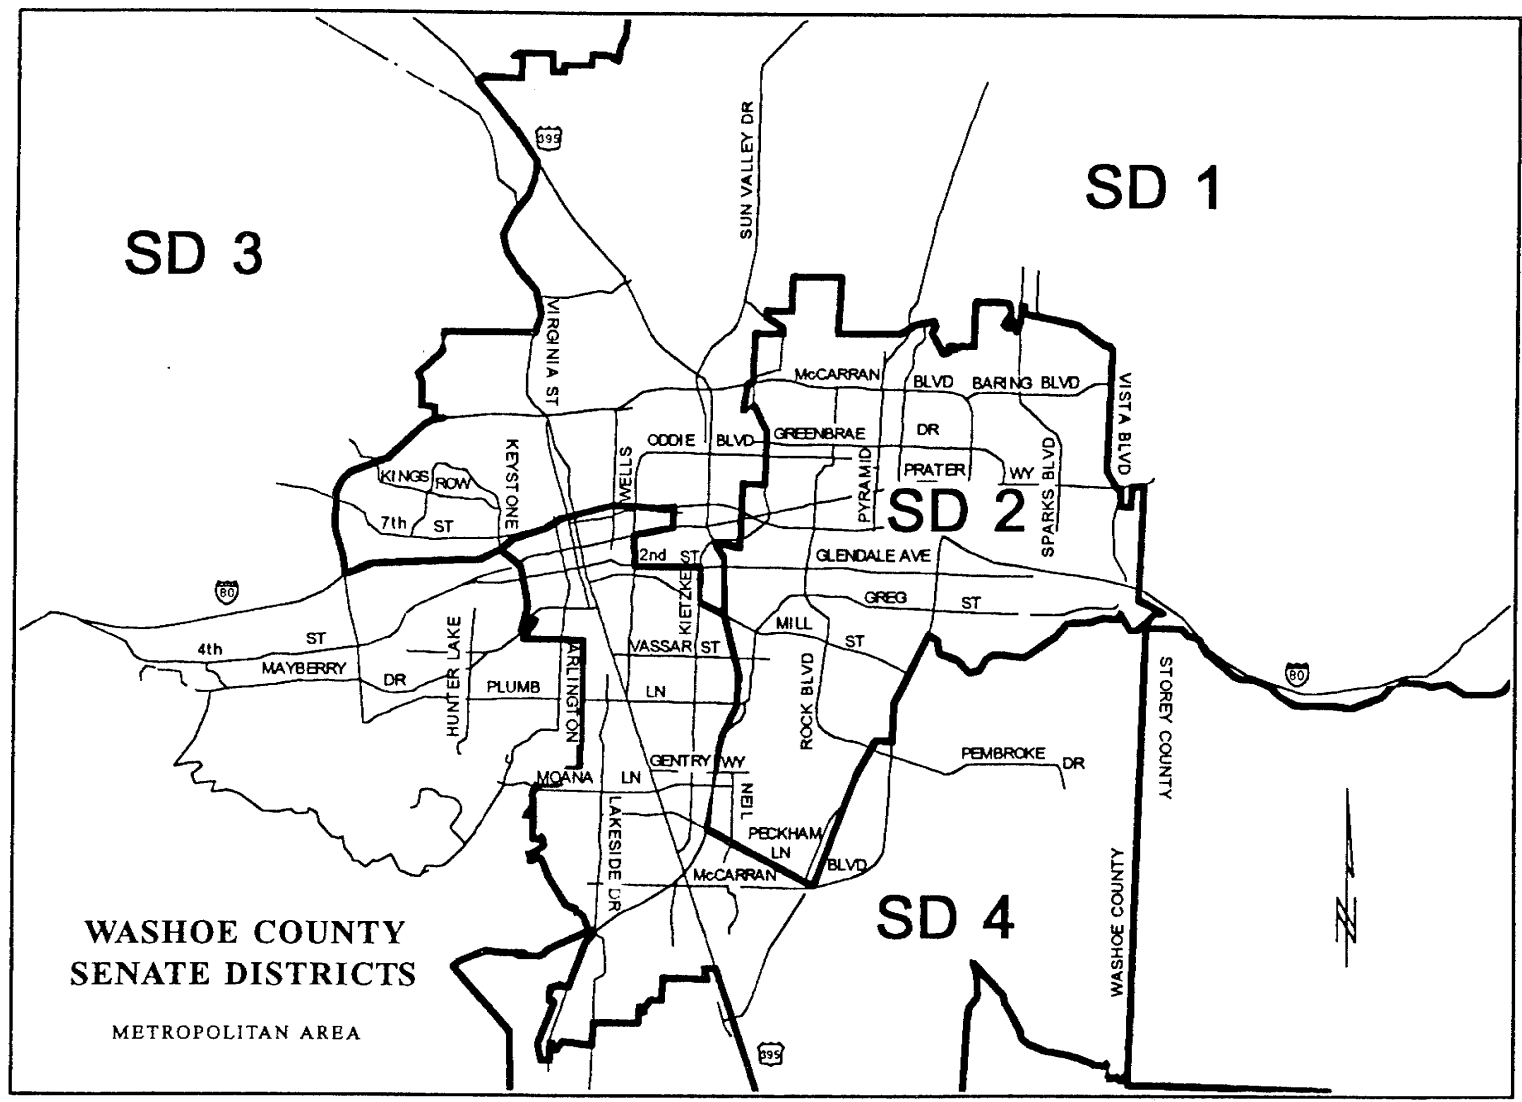 395
SUN VALLEY DR
SD 1
SD 3
VIRGINIA ST
McCARRAN BLVD
BARING BLVD
VISTA BLVD
ODDIE BLVD
GREENBRAE DR
KEYSTONE
WELLS
KINGS ROW
PYRAMID
PRATER WY
SPARKS BLVD
7th ST
SD 2
2nd ST
GLENDALE AVE
KIETZKE
80
GREG ST
MILL ST
4th ST
HUNTER LAKE
VASSAR ST
MAYBERRY DR
ARLINGTON
ROCK BLVD
STOREY COUNTY
80
PLUMB LN
GENTRY WY
PEMBROKE DR
MOANA LN
NEIL
LAKESIDE DR
PECKHAM LN
McCARRAN BLVD
WASHOE COUNTY
SD 4
N
WASHOE COUNTY
SENATE DISTRICTS
METROPOLITAN AREA
395